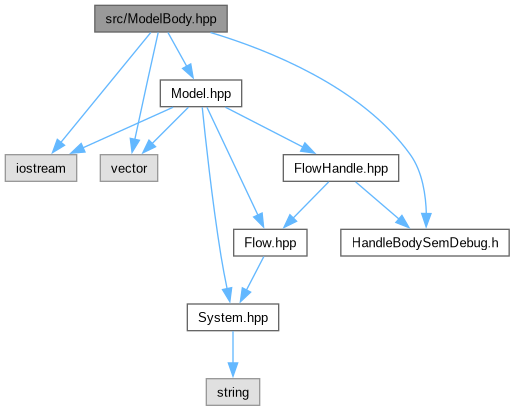 src/ModelBody.hpp
Model.hpp
iostream
vector
FlowHandle.hpp
Flow.hpp
HandleBodySemDebug.h
System.hpp
string